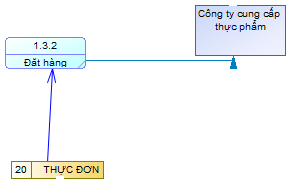 Công ty cung cấp
thực phẩm
1.3.2
Đặt hàng
20 THỰC ĐƠN